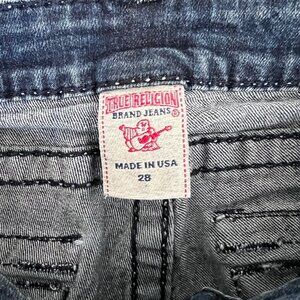 TRUE RELIGION
BRAND JEANS
MADE IN USA
28